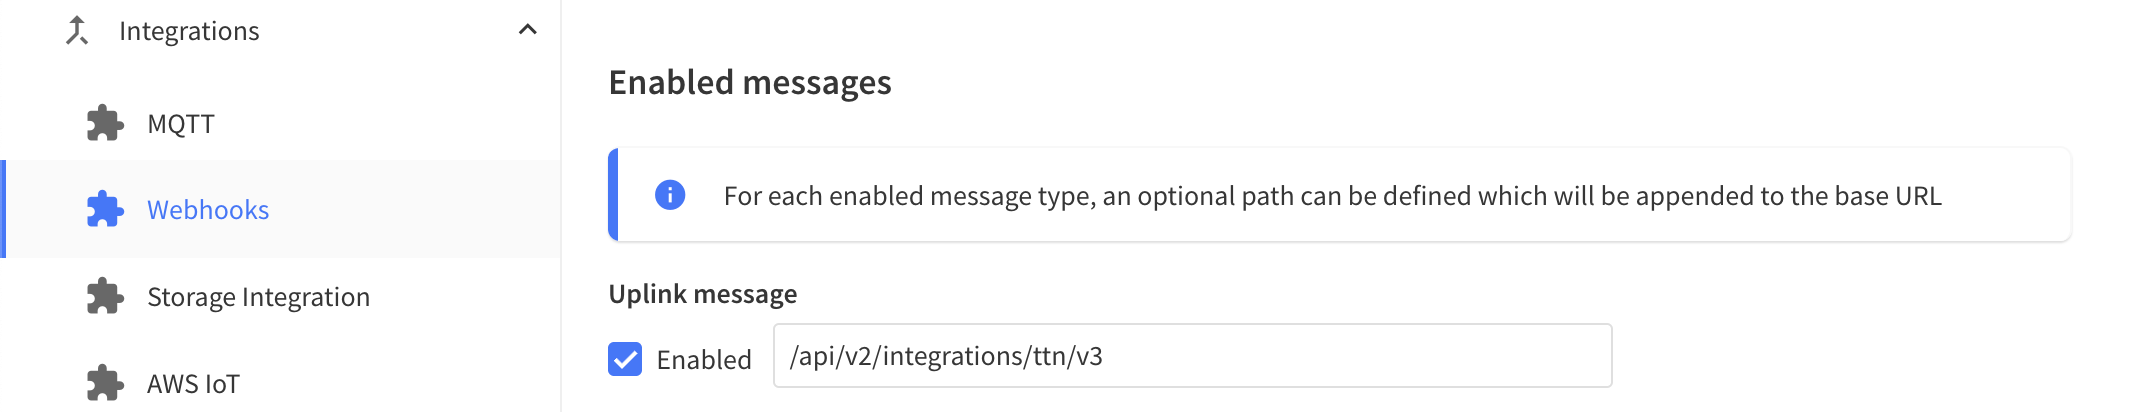 Integrations
MQTT
Webhooks
Storage Integration
AWS IoT
Enabled messages
For each enabled message type, an optional path can be defined which will be appended to the base URL
Uplink message
Enabled
/api/v2/integrations/ttn/v3